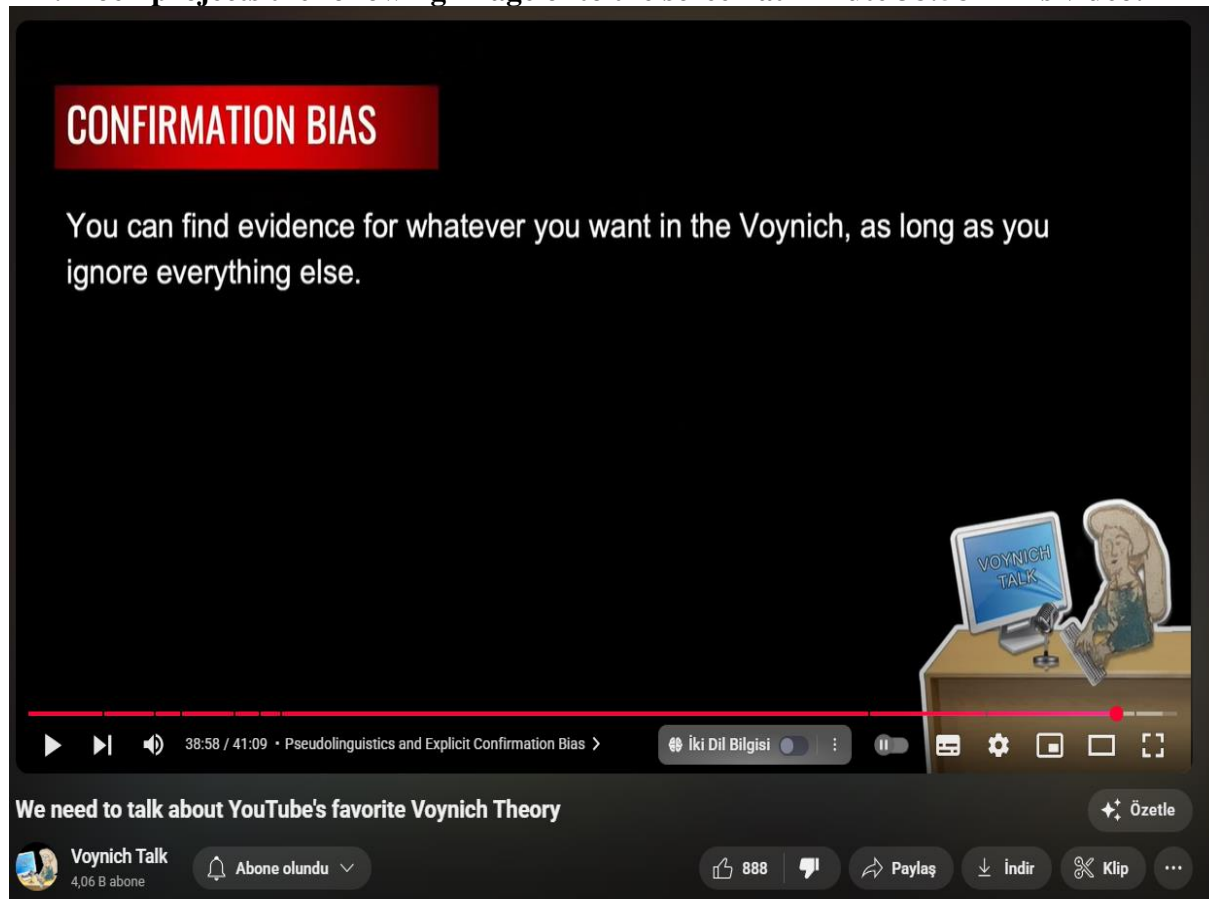 CONFIRMATION BIAS
You can find evidence for whatever you want in the Voynich, as long as you
ignore everything else.
VOYNICH
TALK
38:58 / 41:09 • Pseudolinguistics and Explicit Confirmation Bias >
İki Dil Bilgisi
We need to talk about YouTube's favorite Voynich Theory
Özetle
Voynich Talk
4,06 B abone
Abone olundu
888
Paylaş
İndir
Klip